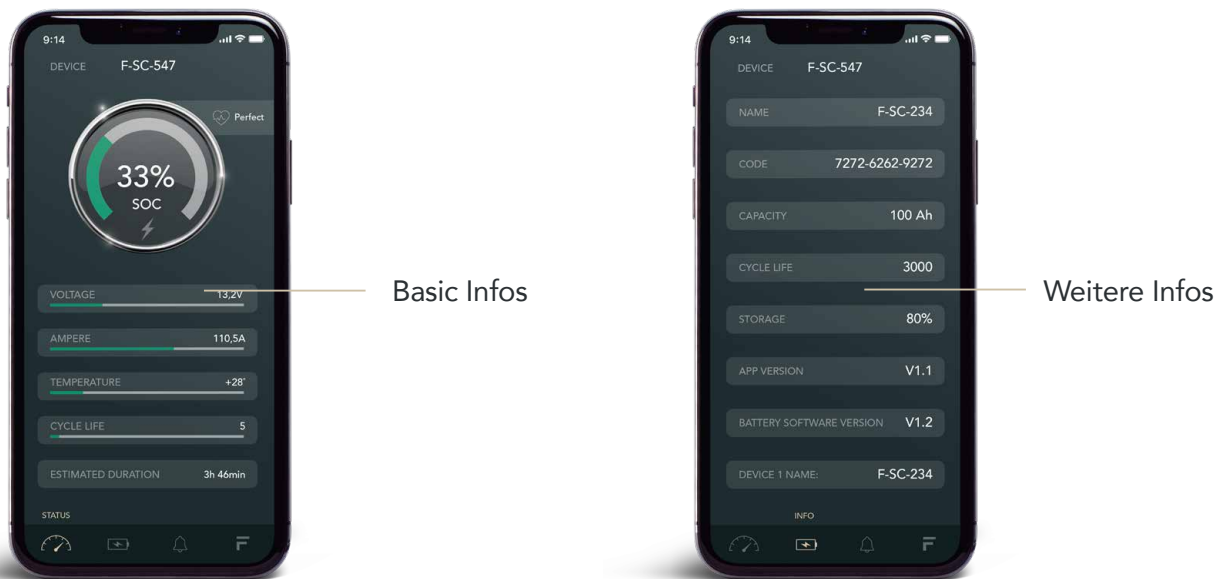 9:14
DEVICE F-SC-547
Perfect
33%
SOC
VOLTAGE 13,2V
AMPERE 110,5A
TEMPERATURE +28°
CYCLE LIFE 5
ESTIMATED DURATION 3h 46min
STATUS
Basic Infos
9:14
DEVICE F-SC-547
NAME F-SC-234
CODE 7272-6262-9272
CAPACITY 100 Ah
CYCLE LIFE 3000
STORAGE 80%
APP VERSION V1.1
BATTERY SOFTWARE VERSION V1.2
DEVICE 1 NAME: F-SC-234
INFO
Weitere Infos